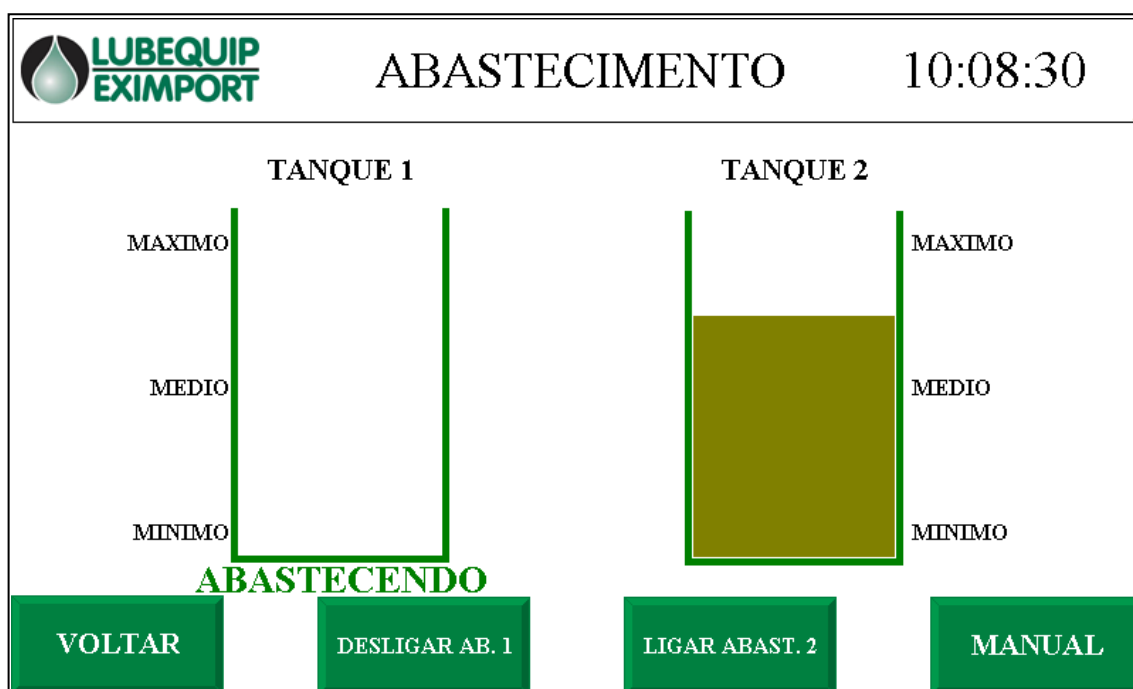 LUBEQUIP
EXIMPORT
ABASTECIMENTO
10:08:30
TANQUE 1
TANQUE 2
MAXIMO
MAXIMO
MEDIO
MEDIO
MINIMO
MINIMO
ABASTECENDO
VOLTAR
DESLIGAR AB. 1
LIGAR ABAST. 2
MANUAL